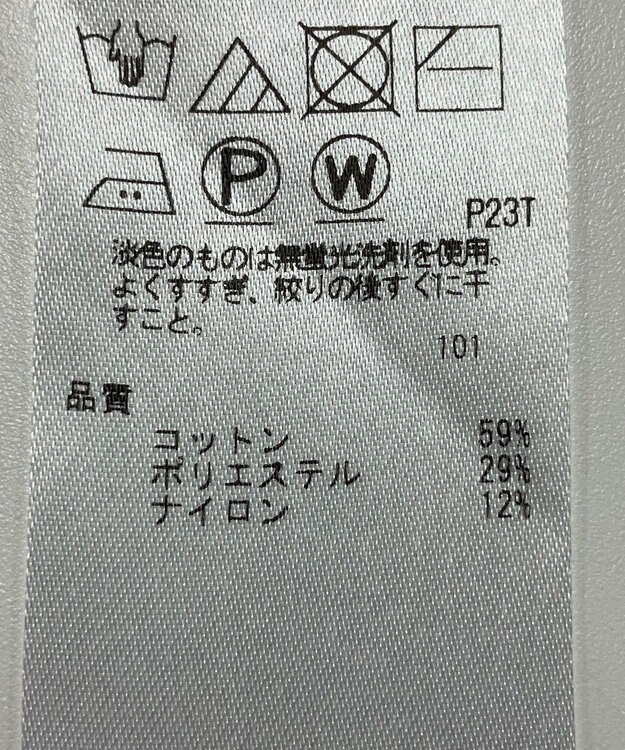 P
W
P23T
淡色のものは無蛍光洗剤を使用。
よくすすぎ、絞りの後すぐに干
すこと。
101
品質
コットン 59%
ポリエステル 29%
ナイロン 12%